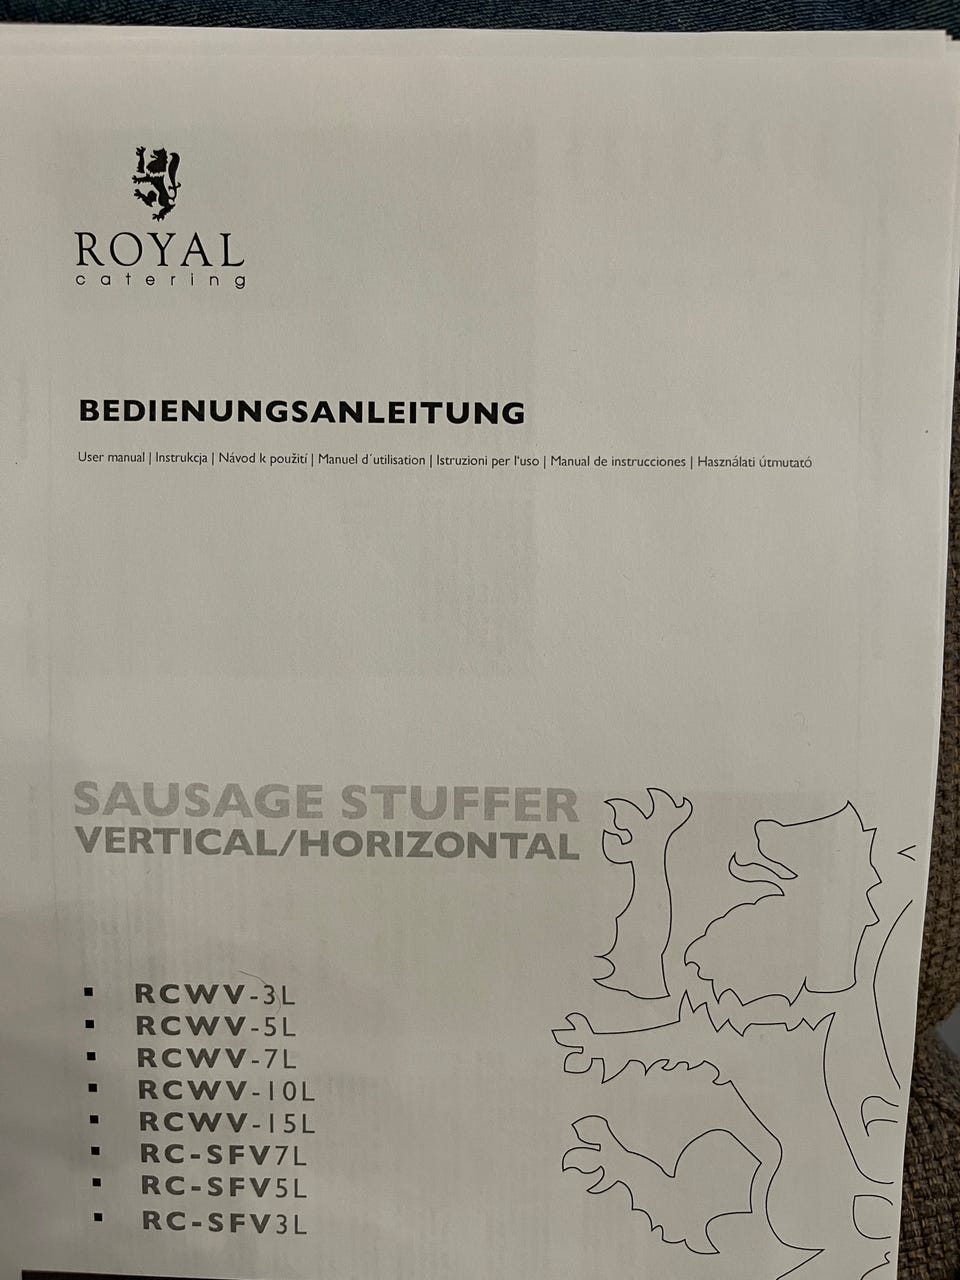 ROYAL
catering
BEDIENUNGSANLEITUNG
User manual | Instrukcja | Návod k použití | Manuel d´utilisation | Istruzioni per l'uso | Manual de instrucciones | Használati útmutató
SAUSAGE STUFFER
VERTICAL/HORIZONTAL
▪ RCWV-3L
▪ RCWV-5L
▪ RCWV-7L
▪ RCWV-10L
▪ RCWV-15L
▪ RC-SFV7L
▪ RC-SFV5L
▪ RC-SFV3L